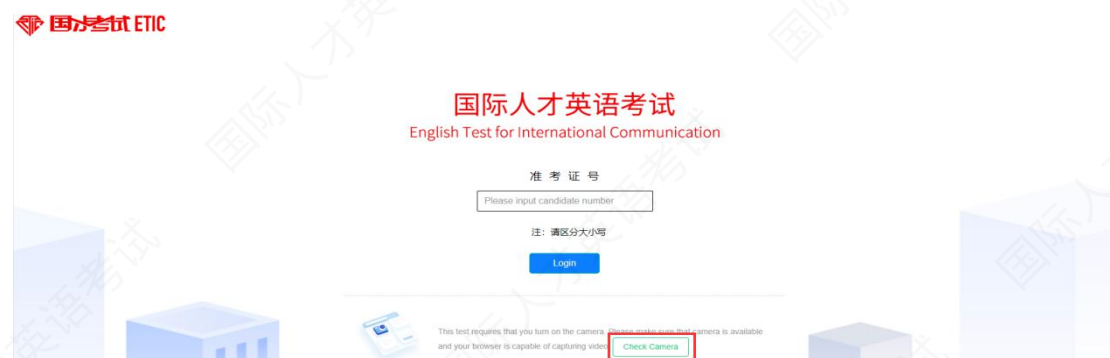 国才考试 ETIC
国际人才英语考试
English Test for International Communication
准 考 证 号
Please input candidate number
注：请区分大小写
Login
This test requires that you turn on the camera. Please make sure that camera is available
and your browser is capable of capturing video
Check Camera